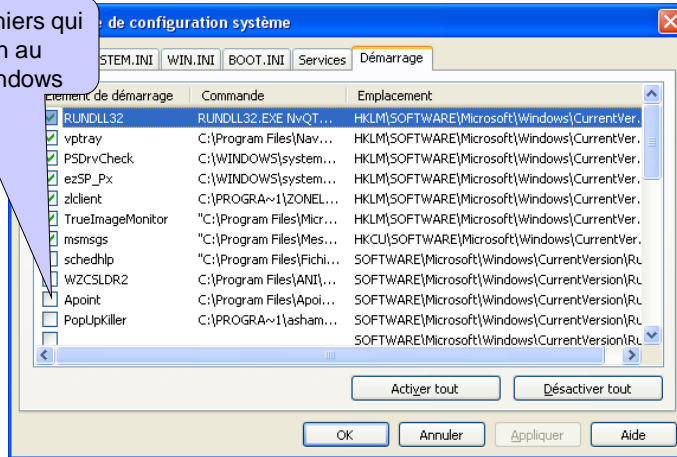 hiers qui
n au
ndows
de configuration système
STEM.INI WIN.INI BOOT.INI Services Démarrage
Élément de démarrage Commande Emplacement
RUNDLL32 RUNDLL32.EXE NvQT... HKLM\SOFTWARE\Microsoft\Windows\CurrentVer...
vptray C:\Program Files\Nav... HKLM\SOFTWARE\Microsoft\Windows\CurrentVer...
PSDrvCheck C:\WINDOWS\system... HKLM\SOFTWARE\Microsoft\Windows\CurrentVer...
ezSP_Px C:\WINDOWS\system... HKLM\SOFTWARE\Microsoft\Windows\CurrentVer...
zlclient C:\PROGRA~1\ZONEL... HKLM\SOFTWARE\Microsoft\Windows\CurrentVer...
TrueImageMonitor "C:\Program Files\Micr... HKLM\SOFTWARE\Microsoft\Windows\CurrentVer...
msmsgs "C:\Program Files\Mes... HKCU\SOFTWARE\Microsoft\Windows\CurrentVer...
schedhlp "C:\Program Files\Fichi... SOFTWARE\Microsoft\Windows\CurrentVersion\Ru
WZCSLDR2 C:\Program Files\ANI\... SOFTWARE\Microsoft\Windows\CurrentVersion\Ru
Apoint C:\Program Files\Apoi... SOFTWARE\Microsoft\Windows\CurrentVersion\Ru
PopUpKiller C:\PROGRA~1\asham... SOFTWARE\Microsoft\Windows\CurrentVersion\Ru
SOFTWARE\Microsoft\Windows\CurrentVersion\Ru
Activer tout Désactiver tout
OK Annuler Appliquer Aide